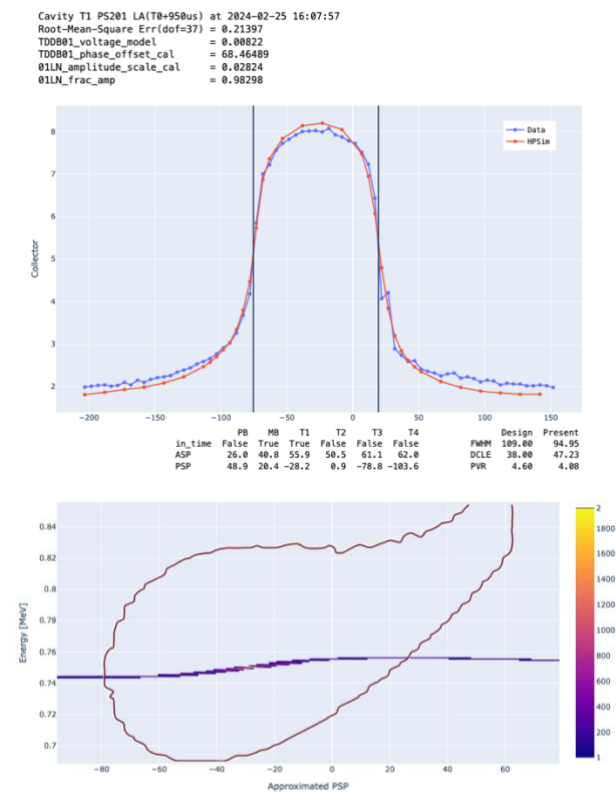 Cavity T1 PS201 LA(T0+950us) at 2024-02-25 16:07:57
Root-Mean-Square Err(dof=37) = 0.21397
TDDB01_voltage_model = 0.00822
TDDB01_phase_offset_cal = 68.46489
01LN_amplitude_scale_cal = 0.02824
01LN_frac_amp = 0.98298
8
7
6
5
4
3
2
Collector
Data
HPSim
−200 −150 −100 −50 0 50 100 150
PB MB T1 T2 T3 T4 Design Present
in_time False True True False False False FWHM 109.00 94.95
ASP 26.0 40.8 55.9 50.5 61.1 62.0 DCLE 38.00 47.23
PSP 48.9 20.4 -28.2 0.9 -78.8 -103.6 PVR 4.60 4.08
0.84
0.82
0.8
0.78
0.76
0.74
0.72
0.7
Energy [MeV]
2
1800
1600
1400
1200
1000
800
600
400
200
1
−80 −60 −40 −20 0 20 40 60
Approximated PSP